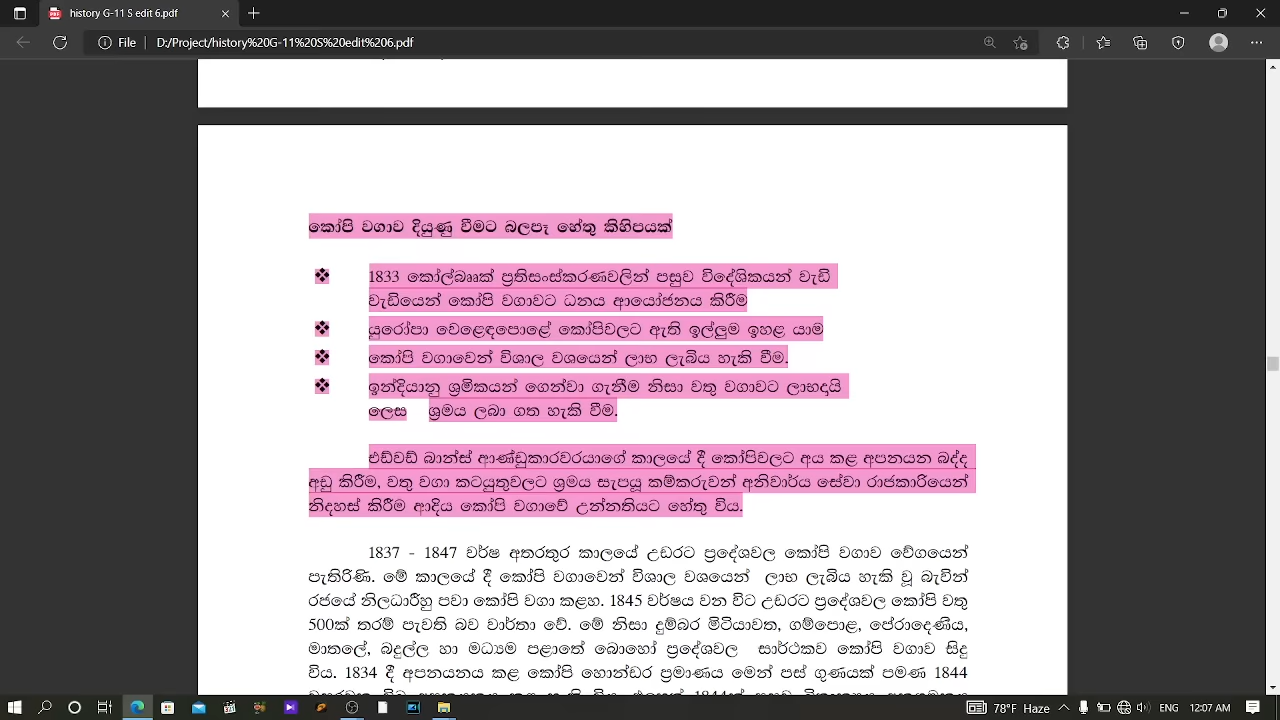 history G-11 S edit 6.pdf
File
D:/Project/history%20G-11%20S%20edit%206.pdf
කෝපි වගාව දියුණු වීමට බලපෑ හේතු කිහිපයක්
❖ 1833 කෝල්බෲක් ප්‍රතිසංස්කරණවලින් පසුව විදේශිකයන් වැඩි
වැඩියෙන් කෝපි වගාවට ධනය ආයෝජනය කිරීම
❖ යුරෝපා වෙළෙඳපොළේ කෝපිවලට ඇති ඉල්ලුම ඉහළ යාම
❖ කෝපි වගාවෙන් විශාල වශයෙන් ලාභ ලැබිය හැකි වීම.
❖ ඉන්දියානු ශ්‍රමිකයන් ගෙන්වා ගැනීම නිසා වතු වගාවට ලාභදායි
ලෙස ශ්‍රමය ලබා ගත හැකි වීම.
එඩ්වඩ් බාන්ස් ආණ්ඩුකාරවරයාගේ කාලයේ දී කෝපිවලට අය කළ අපනයන බද්ද
අඩු කිරීම, වතු වගා කටයුතුවලට ශ්‍රමය සැපයූ කම්කරුවන් අනිවාර්ය සේවා රාජකාරියෙන්
නිදහස් කිරීම ආදිය කෝපි වගාවේ උන්නතියට හේතු විය.
1837 - 1847 වර්ෂ අතරතුර කාලයේ උඩරට ප්‍රදේශවල කෝපි වගාව වේගයෙන්
පැතිරිණි. මේ කාලයේ දී කෝපි වගාවෙන් විශාල වශයෙන් ලාභ ලැබිය හැකි වූ බැවින්
රජයේ නිලධාරීහු පවා කෝපි වගා කළහ. 1845 වර්ෂය වන විට උඩරට ප්‍රදේශවල කෝපි වතු
500ක් තරම් පැවති බව වාර්තා වේ. මේ නිසා දුම්බර මිටියාවත, ගම්පොළ, පේරාදෙණිය,
මාතලේ, බදුල්ල හා මධ්‍යම පළාතේ බොහෝ ප්‍රදේශවල සාර්ථකව කෝපි වගාව සිදු
විය. 1834 දී අපනයනය කළ කෝපි හොන්ඩර ප්‍රමාණය මෙන් පස් ගුණයක් පමණ 1844
78°F Haze
ENG
12:07 AM